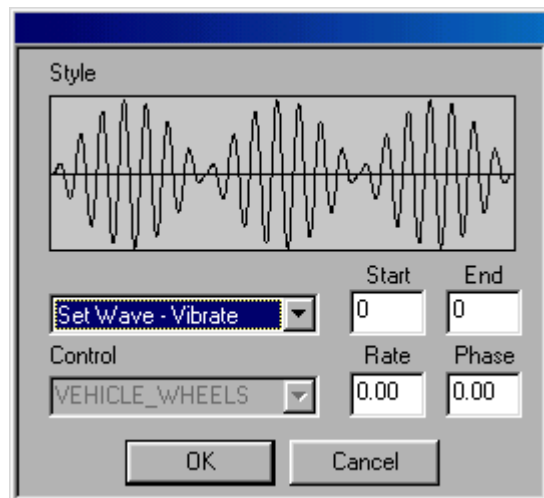 Style
Start End
Set Wave - Vibrate 0 0
Control Rate Phase
VEHICLE_WHEELS 0.00 0.00
OK Cancel